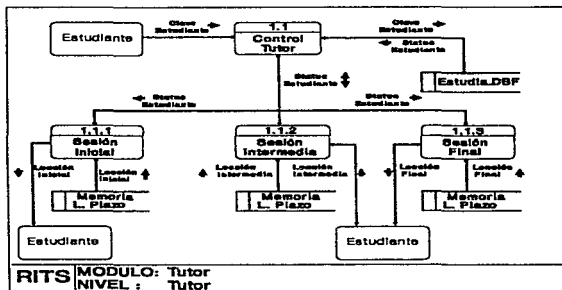 Estudiante
Clave
Estudiante
1.1
Control
Tutor
Clave
Estudiante
Status
Estudiante
Estudia.DBF
Status
Estudiante
Status
Estudiante
Status
Estudiante
1.1.1
Sesión
Inicial
1.1.2
Sesión
Intermedia
1.1.3
Sesión
Final
Lección
Inicial
Lección
Inicial
Lección
Intermedia
Lección
Intermedia
Lección
Final
Lección
Final
Memoria
L. Plazo
Memoria
L. Plazo
Memoria
L. Plazo
Estudiante
Estudiante
RITS
MODULO: Tutor
NIVEL : Tutor